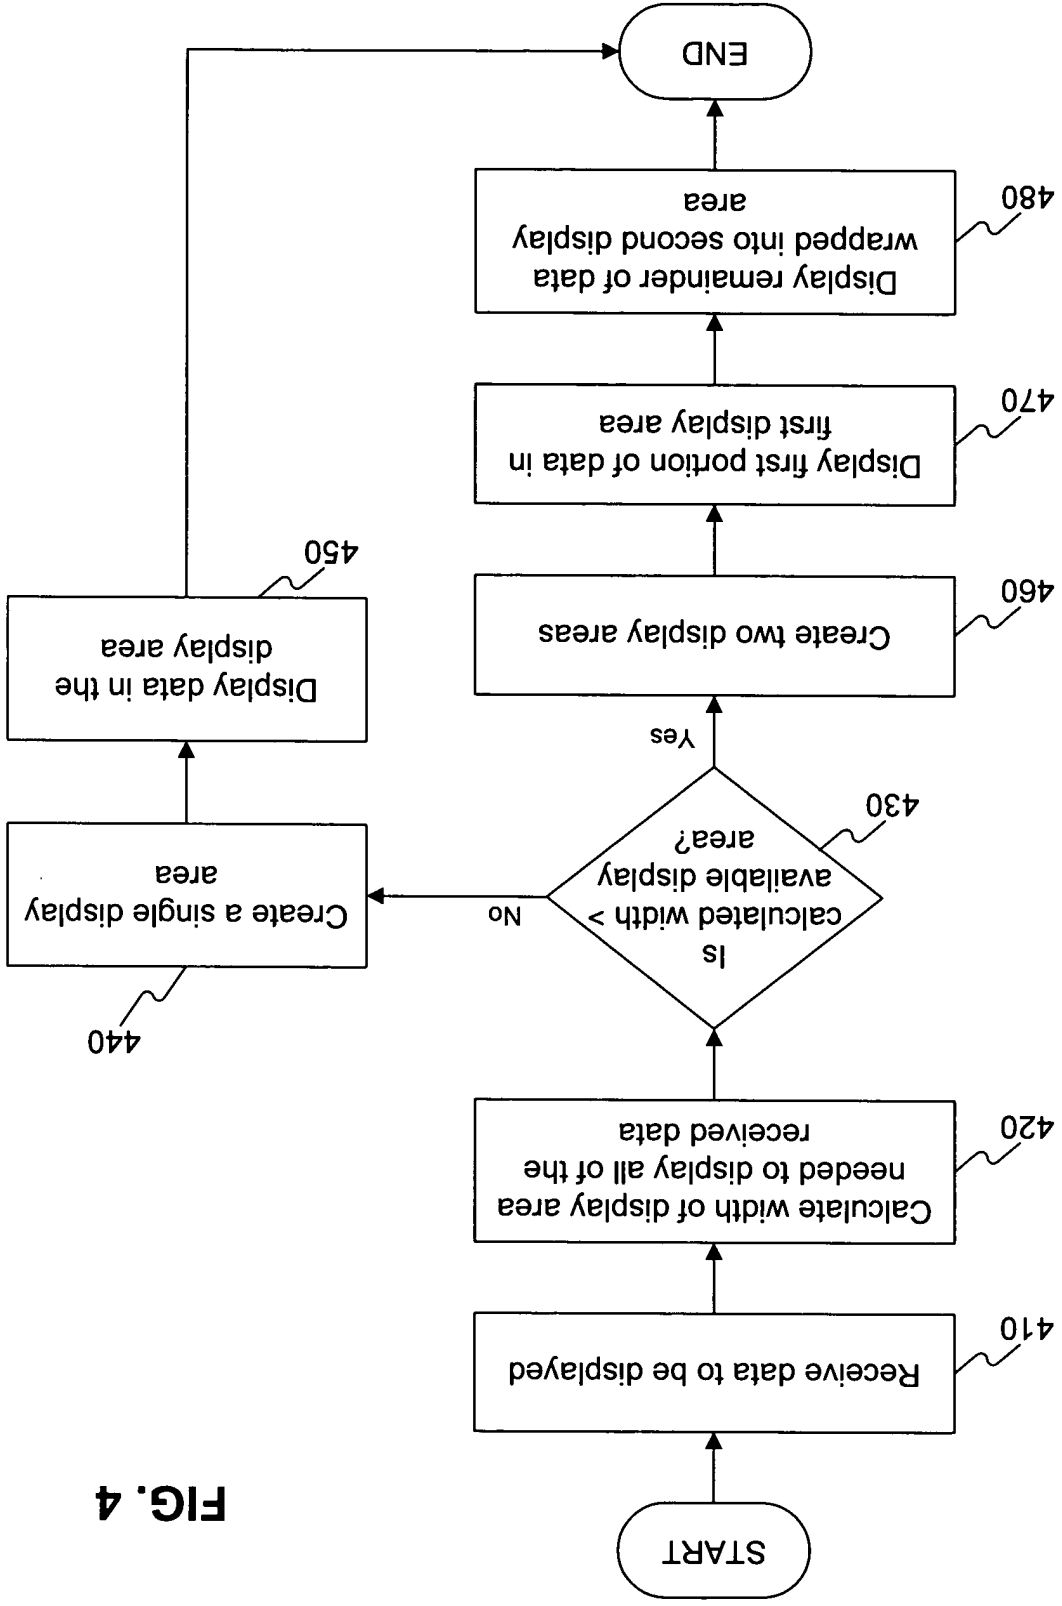 FIG. 4
START
Receive data to be displayed
410
Calculate width of display area
needed to display all of the
received data
420
Is
calculated width >
available display
area?
430
No
Yes
Create a single display
area
440
Display data in the
display area
450
Create two display areas
460
Display first portion of data in
first display area
470
Display remainder of data
wrapped into second display
area
480
END